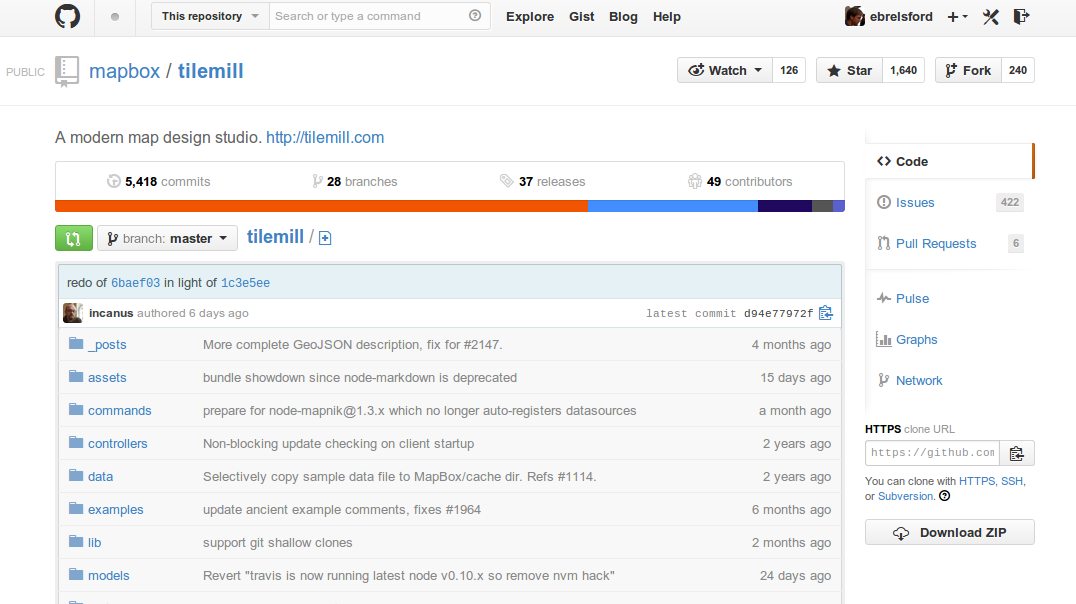 This repository Search or type a command Explore Gist Blog Help ebrelsford
PUBLIC mapbox / tilemill Watch 126 Star 1,640 Fork 240
A modern map design studio. http://tilemill.com
5,418 commits 28 branches 37 releases 49 contributors
branch: master tilemill /
redo of 6baef03 in light of 1c3e5ee
incanus authored 6 days ago latest commit d94e77972f
_posts More complete GeoJSON description, fix for #2147. 4 months ago
assets bundle showdown since node-markdown is deprecated 15 days ago
commands prepare for node-mapnik@1.3.x which no longer auto-registers datasources a month ago
controllers Non-blocking update checking on client startup 2 years ago
data Selectively copy sample data file to MapBox/cache dir. Refs #1114. 2 years ago
examples update ancient example comments, fixes #1964 6 months ago
lib support git shallow clones 2 months ago
models Revert "travis is now running latest node v0.10.x so remove nvm hack" 24 days ago
Code
Issues 422
Pull Requests 6
Pulse
Graphs
Network
HTTPS clone URL
https://github.com
You can clone with HTTPS, SSH,
or Subversion.
Download ZIP